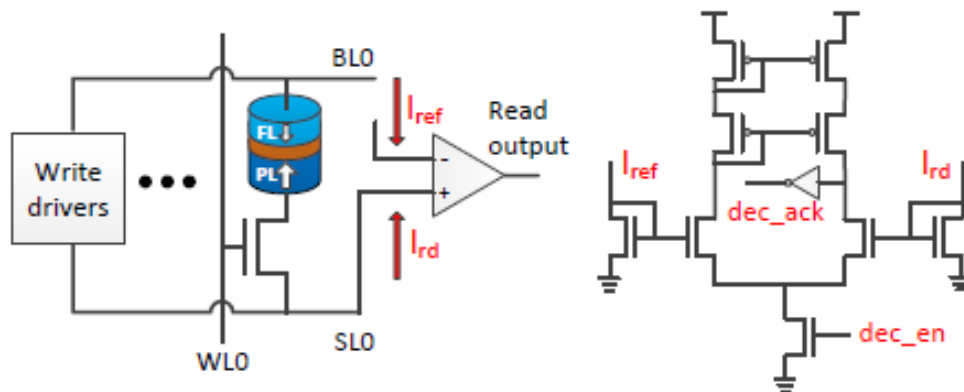 BL0
I_ref
Read
output
FL
PL
Write
drivers
-
+
I_rd
WL0
SL0
I_ref
I_rd
dec_ack
dec_en